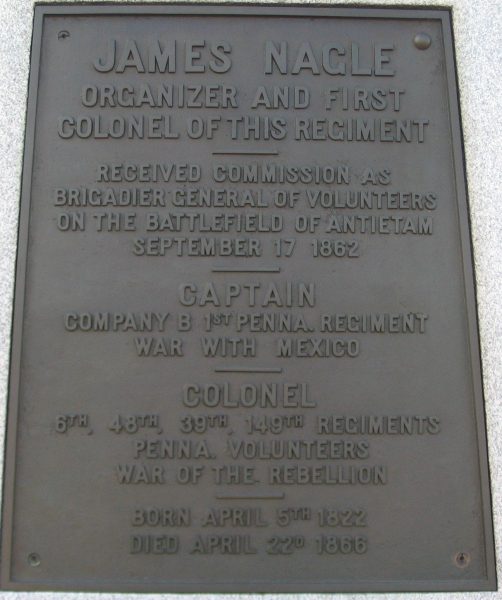 JAMES NAGLE
ORGANIZER AND FIRST
COLONEL OF THIS REGIMENT
RECEIVED COMMISSION AS
BRIGADIER GENERAL OF VOLUNTEERS
ON THE BATTLEFIELD OF ANTIETAM
SEPTEMBER 17 1862
CAPTAIN
COMPANY B 1ST PENNA. REGIMENT
WAR WITH MEXICO
COLONEL
6TH, 48TH, 39TH, 149TH REGIMENTS
PENNA. VOLUNTEERS
WAR OF THE REBELLION
BORN APRIL 5TH 1822
DIED APRIL 22D 1866